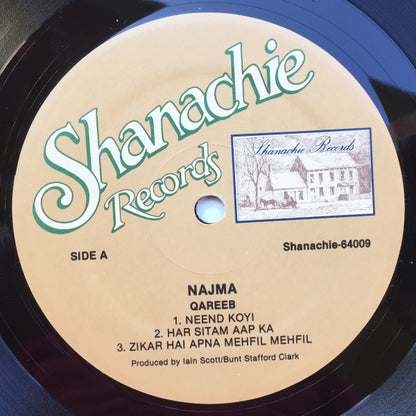 Shanachie
Records
Shanachie Records
SIDE A
Shanachie-64009
NAJMA
QAREEB
1. NEEND KOYI
2. HAR SITAM AAP KA
3. ZIKAR HAI APNA MEHFIL MEHFIL
Produced by Iain Scott/Bunt Stafford Clark